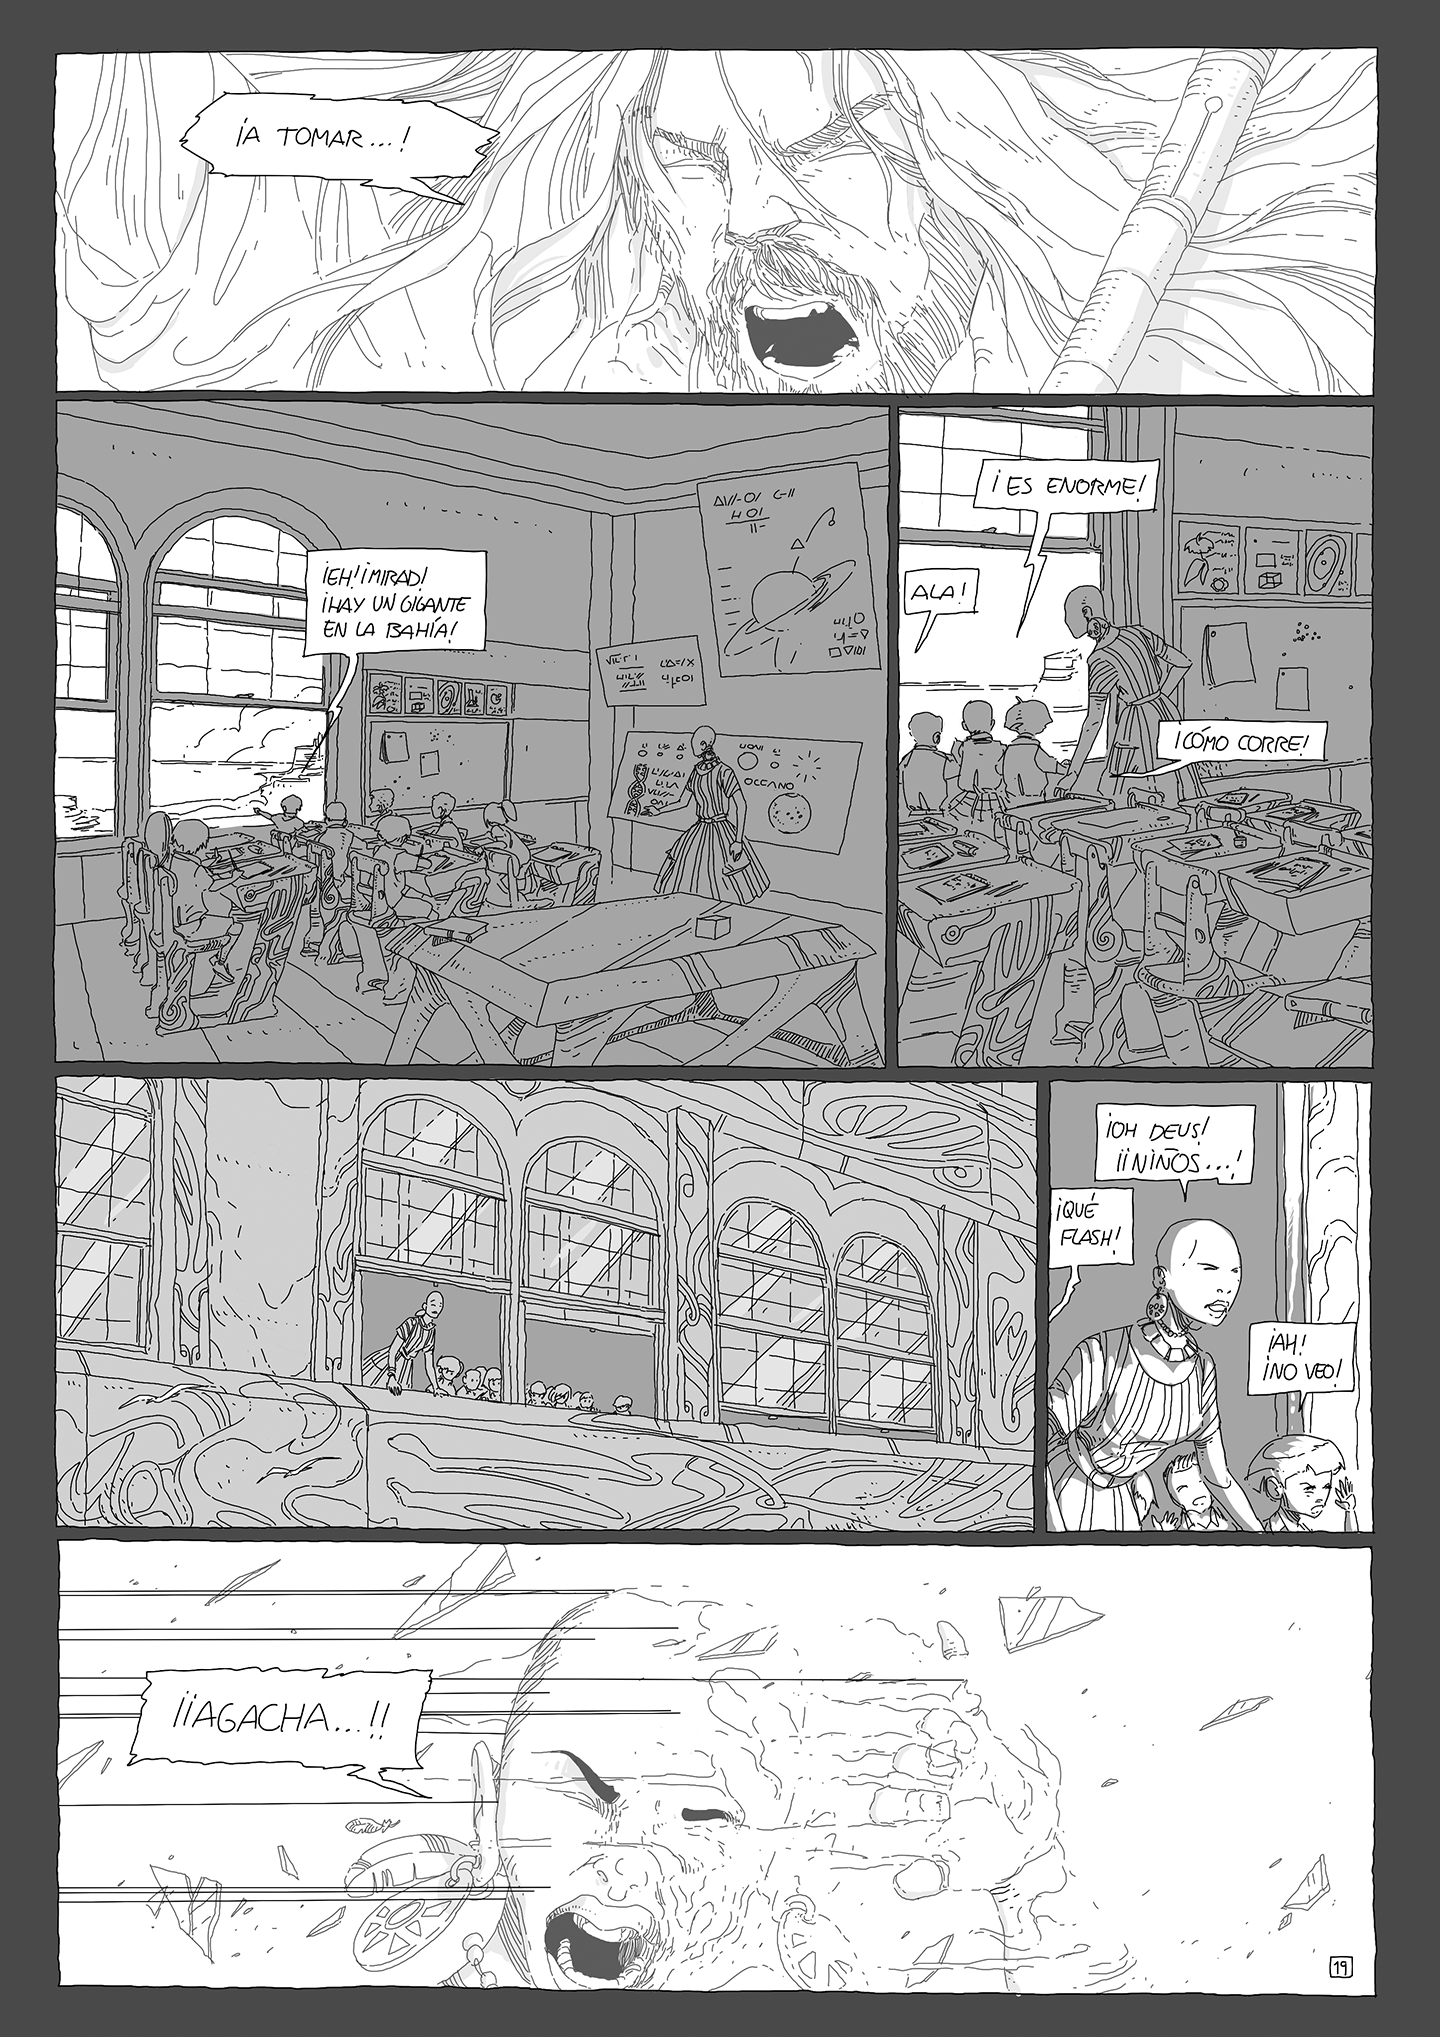 ¡A TOMAR...!
¡EH! ¡MIRAD!
¡HAY UN GIGANTE
EN LA BAHÍA!
OCCANO
¡ES ENORME!
ALA!
¡CÓMO CORRE!
¡OH DEUS!
¡¡NIÑOS...!
¡QUÉ
FLASH!
¡AH!
¡NO VEO!
¡¡AGACHA...!!
19